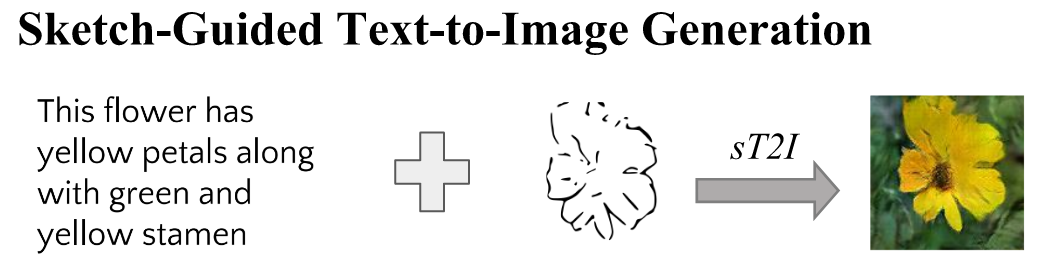 Sketch-Guided Text-to-Image Generation
This flower has
yellow petals along
with green and
yellow stamen
sT2I